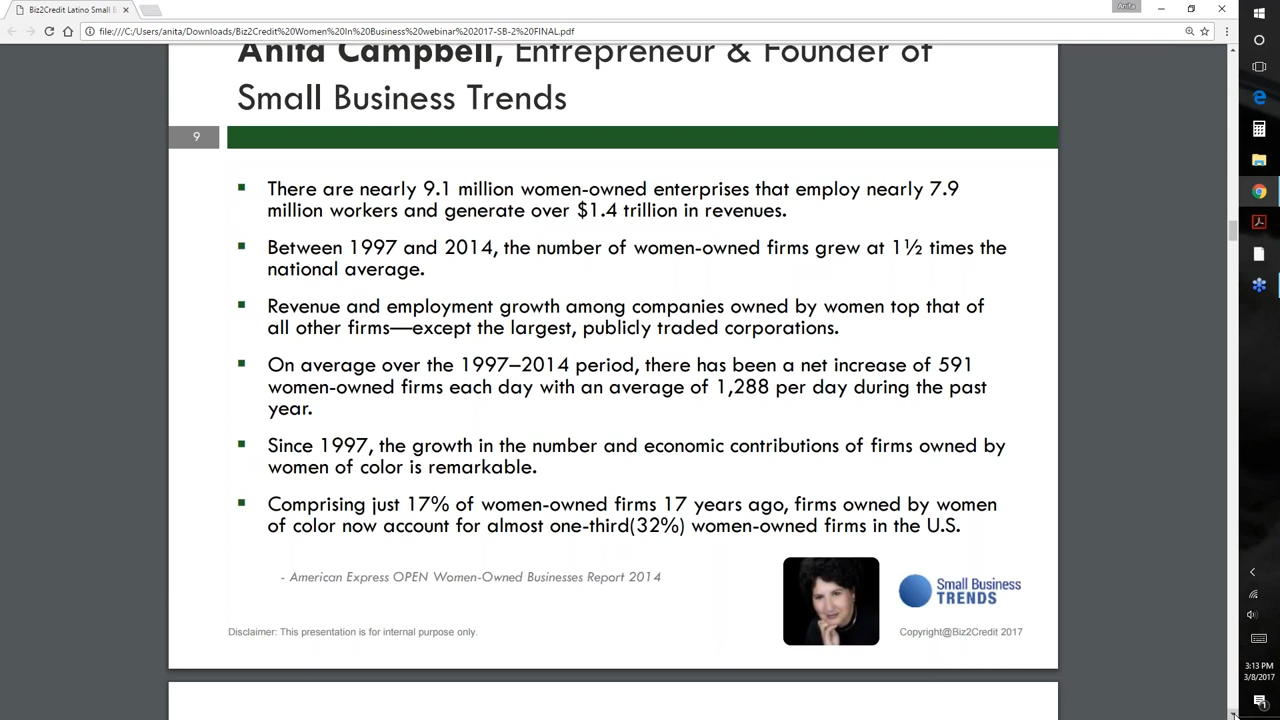 Biz2Credit Latino Small B
Anita
file:///C:/Users/anita/Downloads/Biz2Credit%20Women%20In%20Business%20webinar%202017-SB-2%20FINAL.pdf
Anita Campbell, Entrepreneur & Founder of
Small Business Trends
9
▪ There are nearly 9.1 million women-owned enterprises that employ nearly 7.9
million workers and generate over $1.4 trillion in revenues.
▪ Between 1997 and 2014, the number of women-owned firms grew at 1½ times the
national average.
▪ Revenue and employment growth among companies owned by women top that of
all other firms—except the largest, publicly traded corporations.
▪ On average over the 1997–2014 period, there has been a net increase of 591
women-owned firms each day with an average of 1,288 per day during the past
year.
▪ Since 1997, the growth in the number and economic contributions of firms owned by
women of color is remarkable.
▪ Comprising just 17% of women-owned firms 17 years ago, firms owned by women
of color now account for almost one-third(32%) women-owned firms in the U.S.
- American Express OPEN Women-Owned Businesses Report 2014
Small Business
TRENDS
Disclaimer: This presentation is for internal purpose only.
Copyright@Biz2Credit 2017
3:13 PM
3/8/2017
1